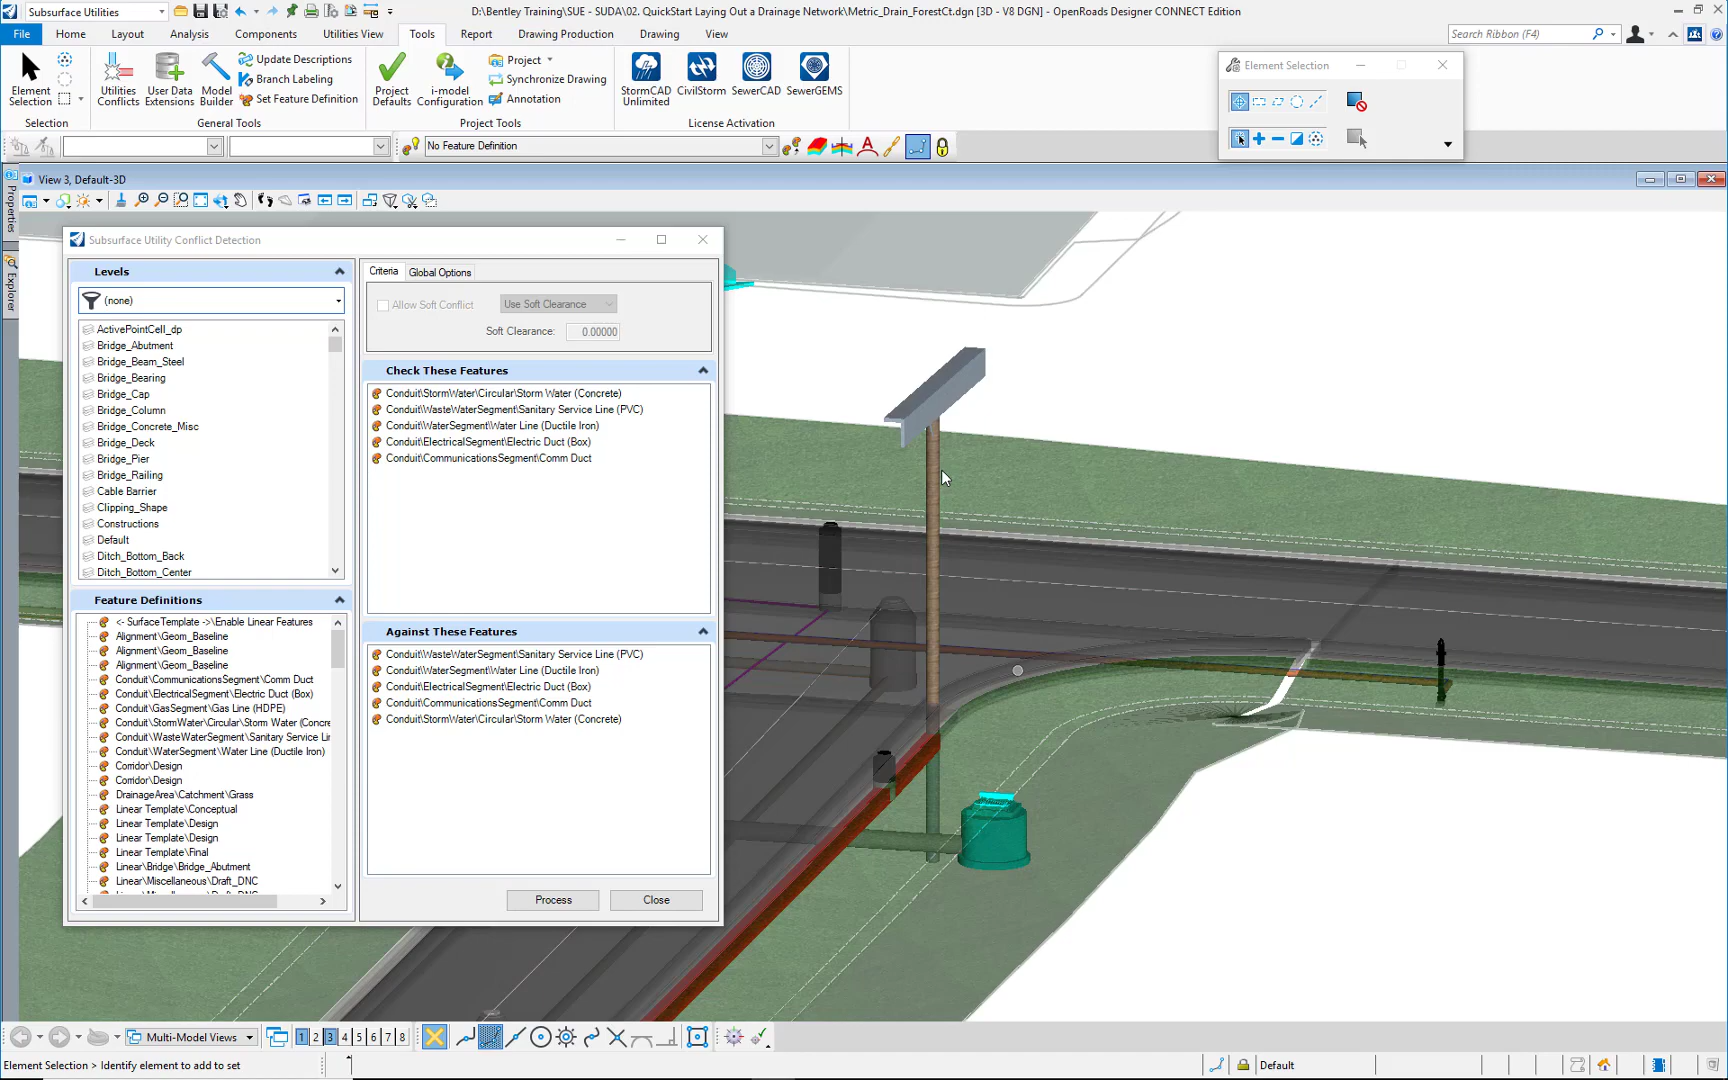 Subsurface Utilities
D:\Bentley Training\SUE - SUDA\02. QuickStart Laying Out a Drainage Network\Metric_Drain_ForestCt.dgn [3D - V8 DGN] - OpenRoads Designer CONNECT Edition
File Home Layout Analysis Components Utilities View Tools Report Drawing Production Drawing View
Search Ribbon (F4)
Element Selection
Selection
Utilities Conflicts
User Data Extensions
Model Builder
Update Descriptions
Branch Labeling
Set Feature Definition
General Tools
Project Defaults
i-model Configuration
Project
Synchronize Drawing
Annotation
Project Tools
StormCAD Unlimited
CivilStorm
SewerCAD
SewerGEMS
License Activation
Element Selection
No Feature Definition
View 3, Default-3D
Properties
Explorer
Subsurface Utility Conflict Detection
Levels
(none)
ActivePointCell_dp
Bridge_Abutment
Bridge_Beam_Steel
Bridge_Bearing
Bridge_Cap
Bridge_Column
Bridge_Concrete_Misc
Bridge_Deck
Bridge_Pier
Bridge_Railing
Cable Barrier
Clipping_Shape
Constructions
Default
Ditch_Bottom_Back
Ditch_Bottom_Center
Feature Definitions
<- SurfaceTemplate ->\Enable Linear Features
Alignment\Geom_Baseline
Alignment\Geom_Baseline
Alignment\Geom_Baseline
Conduit\CommunicationsSegment\Comm Duct
Conduit\ElectricalSegment\Electric Duct (Box)
Conduit\GasSegment\Gas Line (HDPE)
Conduit\StormWater\Circular\Storm Water (Concre
Conduit\WasteWaterSegment\Sanitary Service Li
Conduit\WaterSegment\Water Line (Ductile Iron)
Corridor\Design
Corridor\Design
DrainageArea\Catchment\Grass
Linear Template\Conceptual
Linear Template\Design
Linear Template\Design
Linear Template\Final
Linear\Bridge\Bridge_Abutment
Linear\Miscellaneous\Draft_DNC
Criteria Global Options
Allow Soft Conflict Use Soft Clearance
Soft Clearance: 0.00000
Check These Features
Conduit\StormWater\Circular\Storm Water (Concrete)
Conduit\WasteWaterSegment\Sanitary Service Line (PVC)
Conduit\WaterSegment\Water Line (Ductile Iron)
Conduit\ElectricalSegment\Electric Duct (Box)
Conduit\CommunicationsSegment\Comm Duct
Against These Features
Conduit\WasteWaterSegment\Sanitary Service Line (PVC)
Conduit\WaterSegment\Water Line (Ductile Iron)
Conduit\ElectricalSegment\Electric Duct (Box)
Conduit\CommunicationsSegment\Comm Duct
Conduit\StormWater\Circular\Storm Water (Concrete)
Process Close
Multi-Model Views 1 2 3 4 5 6 7 8
Element Selection > Identify element to add to set
Default